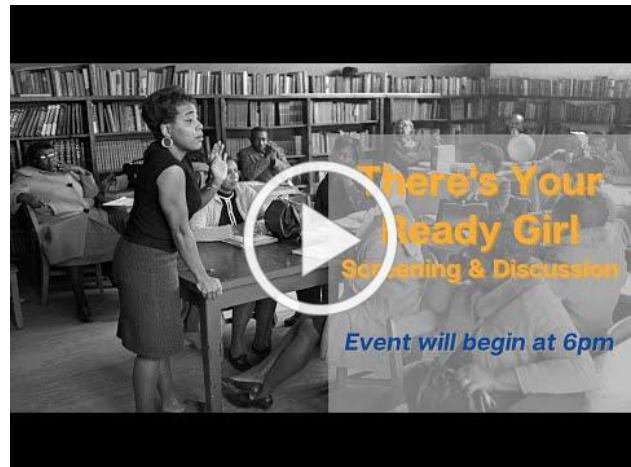 There's Your
Ready Girl
Screening & Discussion
Event will begin at 6pm